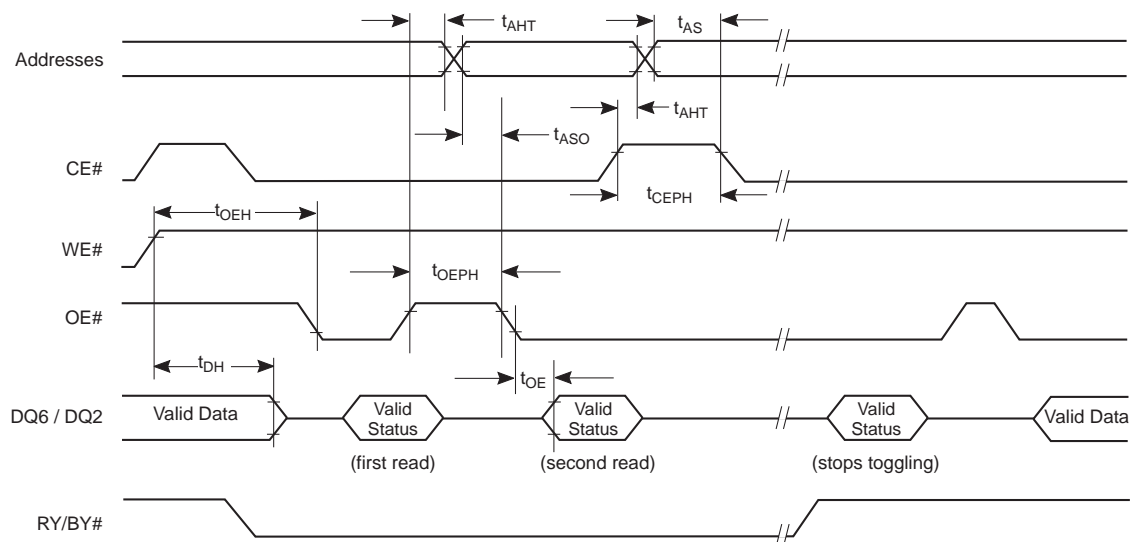 tAHT
tAS
Addresses
tAHT
tASO
CE#
tCEPH
tOEH
WE#
tOEPH
OE#
tDH
tOE
DQ6 / DQ2
Valid Data
Valid
Status
Valid
Status
Valid
Status
Valid Data
(first read)
(second read)
(stops toggling)
RY/BY#